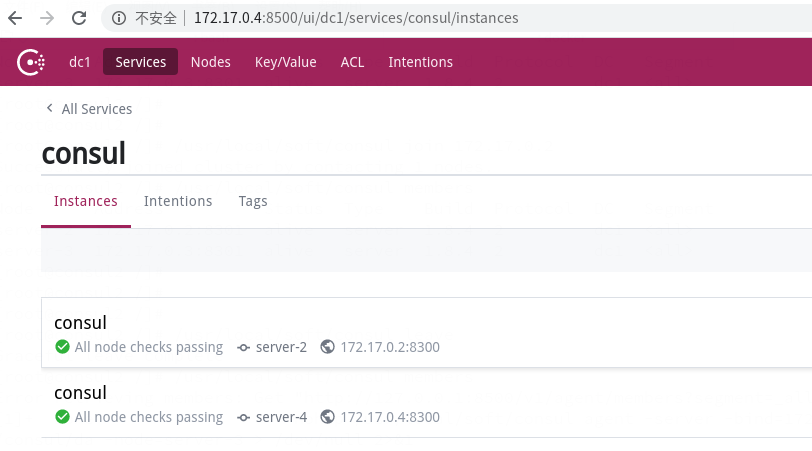 不安全 | 172.17.0.4:8500/ui/dc1/services/consul/instances
dc1 Services Nodes Key/Value ACL Intentions
All Services
consul
Instances Intentions Tags
consul
All node checks passing server-2 172.17.0.2:8300
consul
All node checks passing server-4 172.17.0.4:8300